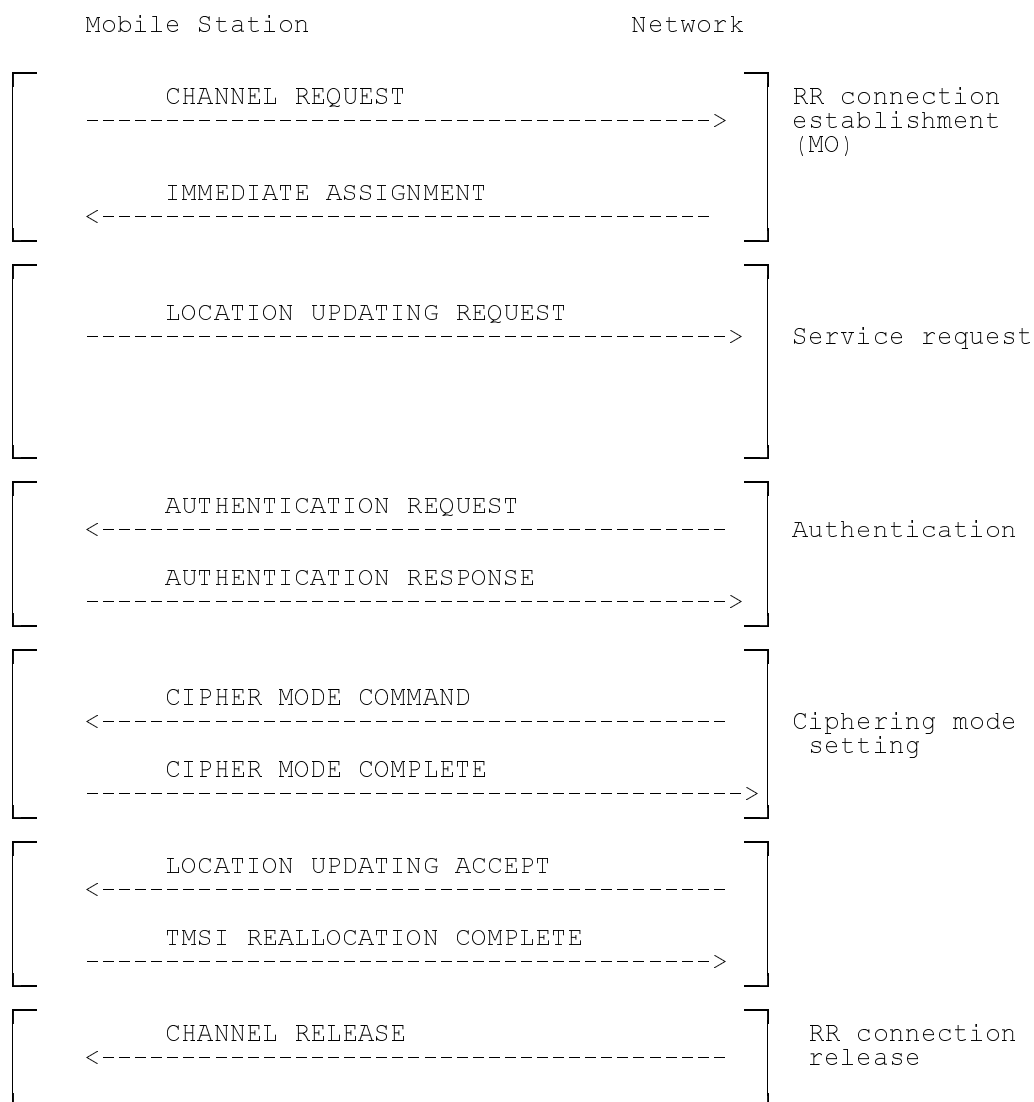 Mobile Station Network
CHANNEL REQUEST
RR connection
establishment
(MO)
IMMEDIATE ASSIGNMENT
LOCATION UPDATING REQUEST
Service request
AUTHENTICATION REQUEST
Authentication
AUTHENTICATION RESPONSE
CIPHER MODE COMMAND
Ciphering mode
setting
CIPHER MODE COMPLETE
LOCATION UPDATING ACCEPT
TMSI REALLOCATION COMPLETE
CHANNEL RELEASE
RR connection
release